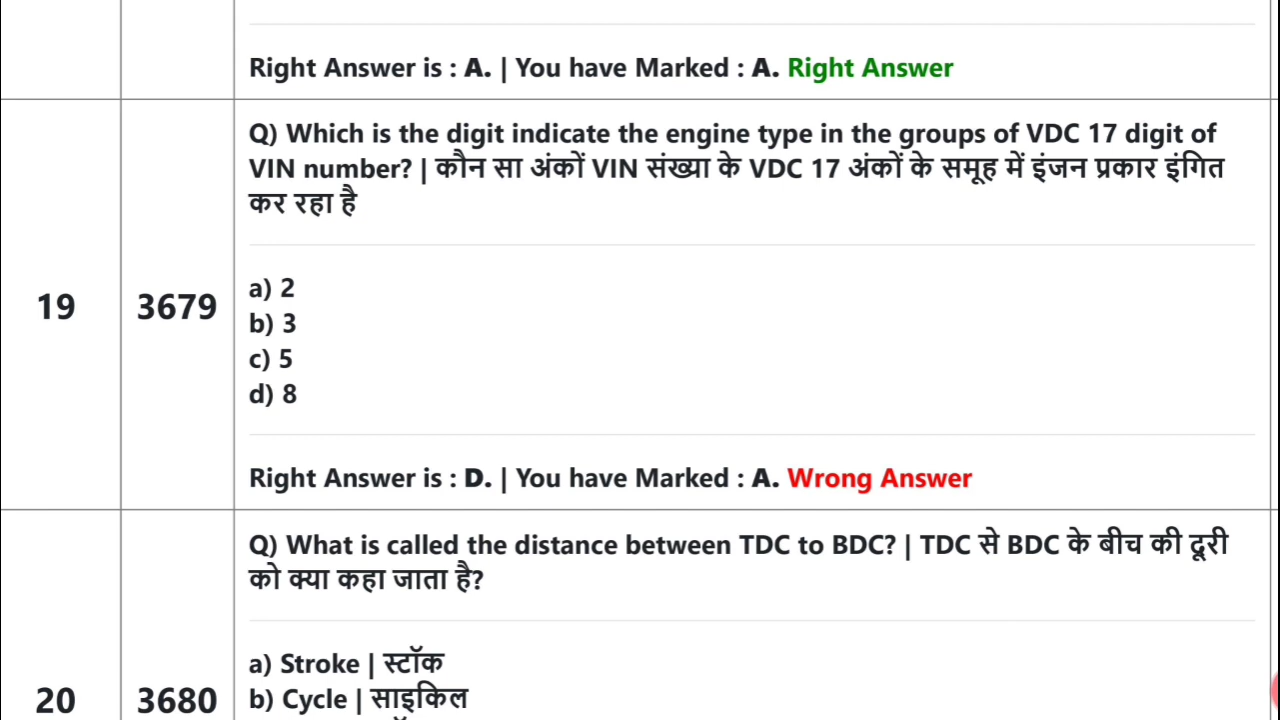 Right Answer is : A. | You have Marked : A. Right Answer
Q) Which is the digit indicate the engine type in the groups of VDC 17 digit of
VIN number? | कौन सा अंकों VIN संख्या के VDC 17 अंकों के समूह में इंजन प्रकार इंगित
कर रहा है
19
3679
a) 2
b) 3
c) 5
d) 8
Right Answer is : D. | You have Marked : A. Wrong Answer
Q) What is called the distance between TDC to BDC? | TDC से BDC के बीच की दूरी
को क्या कहा जाता है?
20
3680
a) Stroke | स्टॉक
b) Cycle | साइकिल